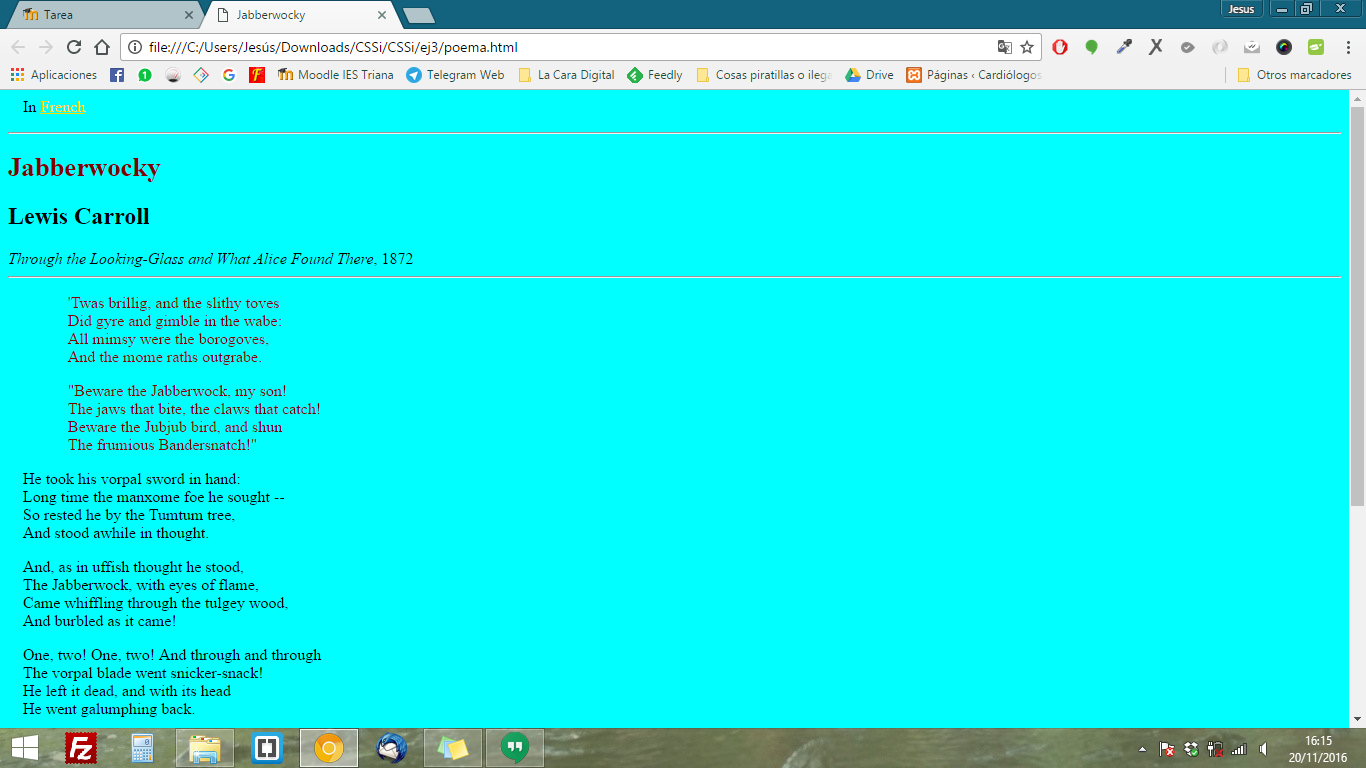 Tarea
Jabberwocky
Jesus
file:///C:/Users/Jesús/Downloads/CSSi/CSSi/ej3/poema.html
Aplicaciones
Moodle IES Triana
Telegram Web
La Cara Digital
Feedly
Cosas piratillas o ilega
Drive
Páginas ‹ Cardiólogos
Otros marcadores
In French
Jabberwocky
Lewis Carroll
Through the Looking-Glass and What Alice Found There, 1872
'Twas brillig, and the slithy toves
Did gyre and gimble in the wabe:
All mimsy were the borogoves,
And the mome raths outgrabe.
"Beware the Jabberwock, my son!
The jaws that bite, the claws that catch!
Beware the Jubjub bird, and shun
The frumious Bandersnatch!"
He took his vorpal sword in hand:
Long time the manxome foe he sought --
So rested he by the Tumtum tree,
And stood awhile in thought.
And, as in uffish thought he stood,
The Jabberwock, with eyes of flame,
Came whiffling through the tulgey wood,
And burbled as it came!
One, two! One, two! And through and through
The vorpal blade went snicker-snack!
He left it dead, and with its head
He went galumphing back.
16:15
20/11/2016